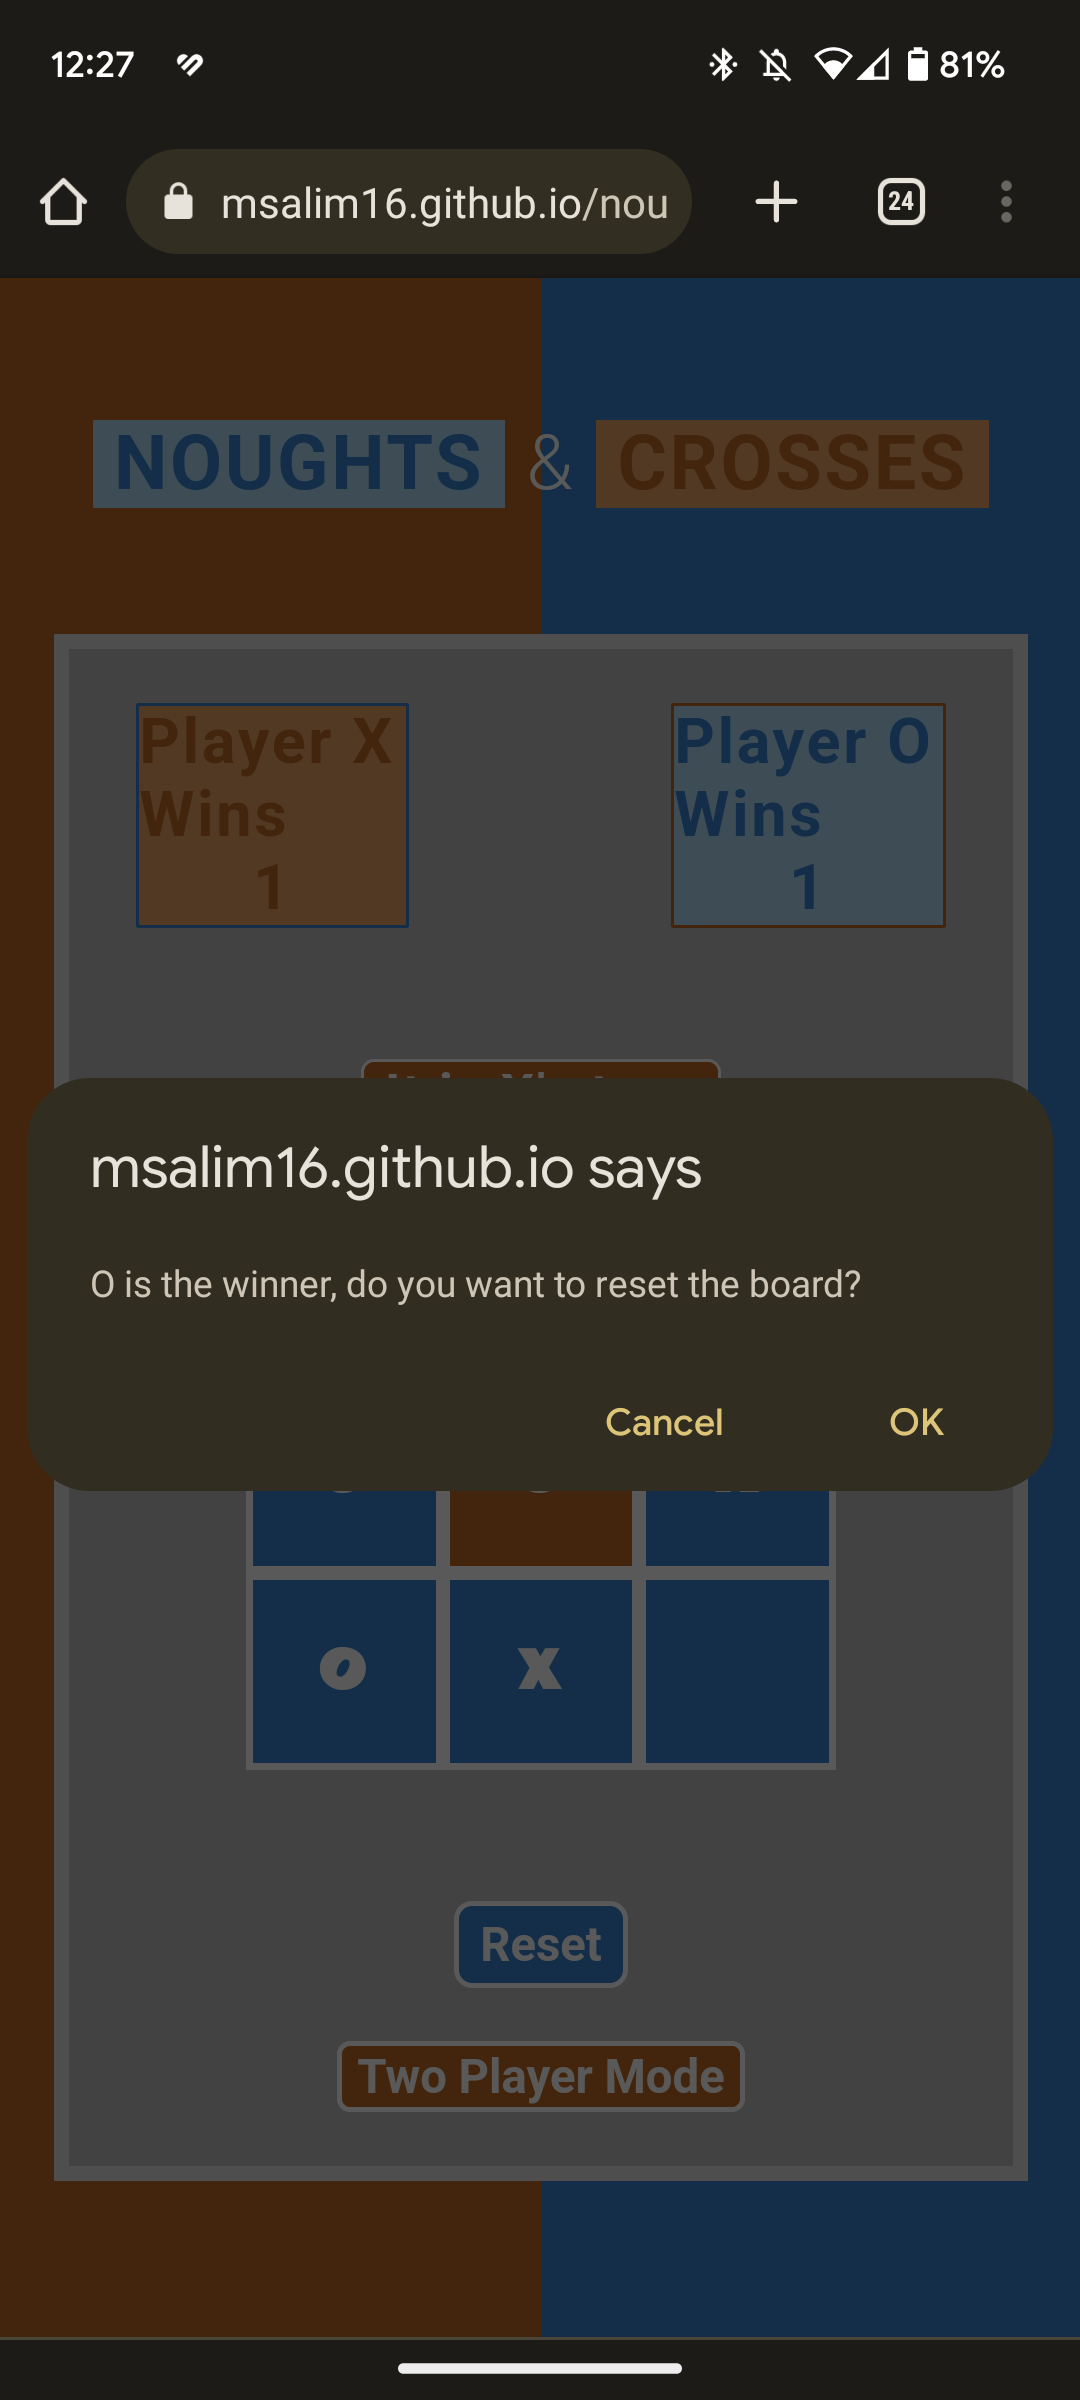 12:27
81%
msalim16.github.io/nou
24
NOUGHTS & CROSSES
Player X
Wins
1
Player O
Wins
1
msalim16.github.io says
O is the winner, do you want to reset the board?
Cancel
OK
O X
Reset
Two Player Mode